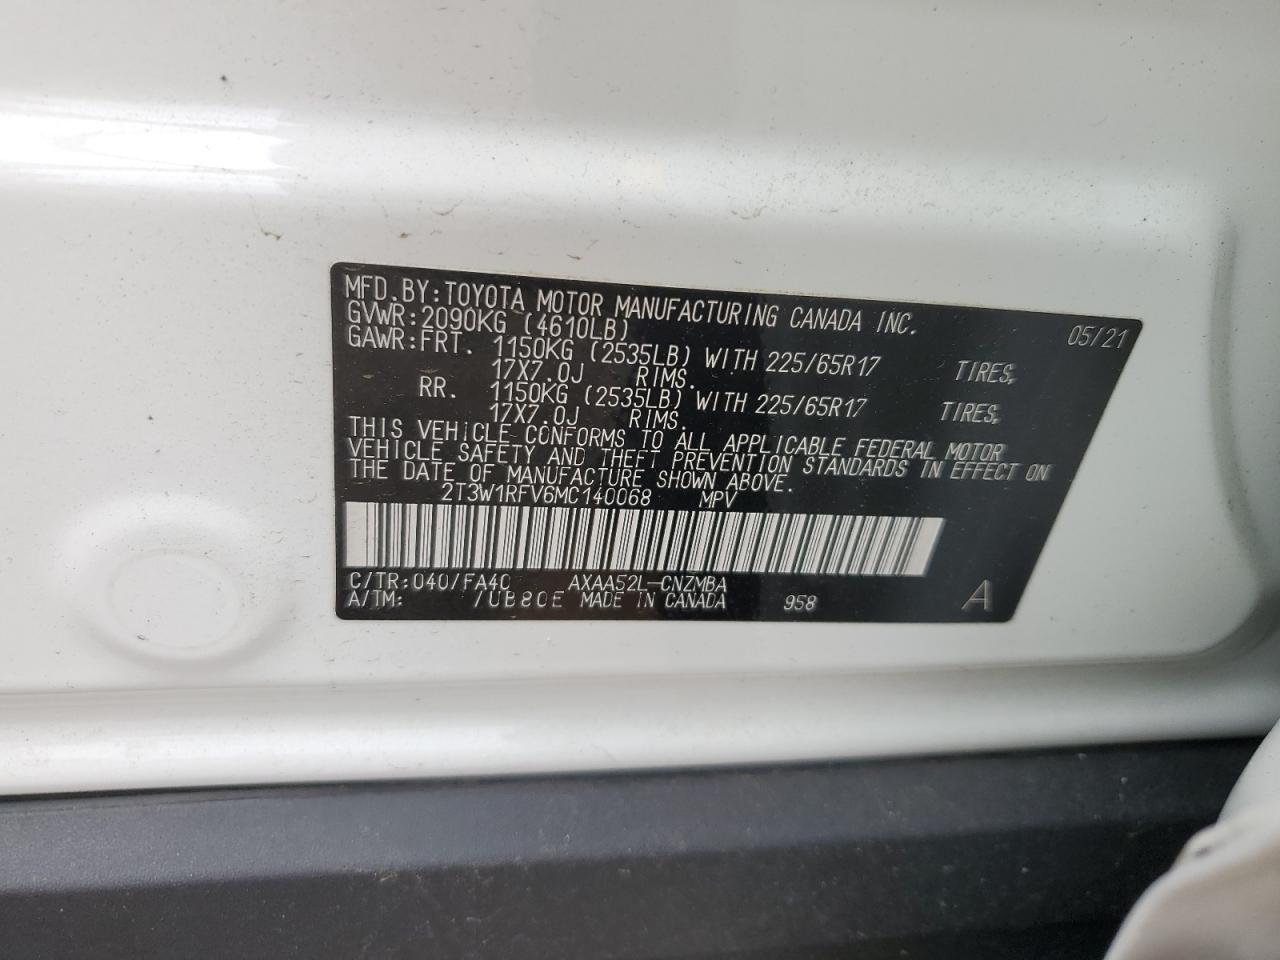 MFD.BY:TOYOTA MOTOR MANUFACTURING CANADA INC.
GVWR:2090KG (4610LB) 05/21
GAWR:FRT. 1150KG (2535LB) WITH 225/65R17 TIRES,
17X7.0J RIMS.
RR. 1150KG (2535LB) WITH 225/65R17 TIRES,
17X7.0J RIMS.
THIS VEHICLE CONFORMS TO ALL APPLICABLE FEDERAL MOTOR
VEHICLE SAFETY AND THEFT PREVENTION STANDARDS IN EFFECT ON
THE DATE OF MANUFACTURE SHOWN ABOVE.
2T3W1RFV6MC140068 MPV
C/TR:040/FA40 AXAA52L-CNZMBA
A/TM: /UB80E MADE IN CANADA 958 A